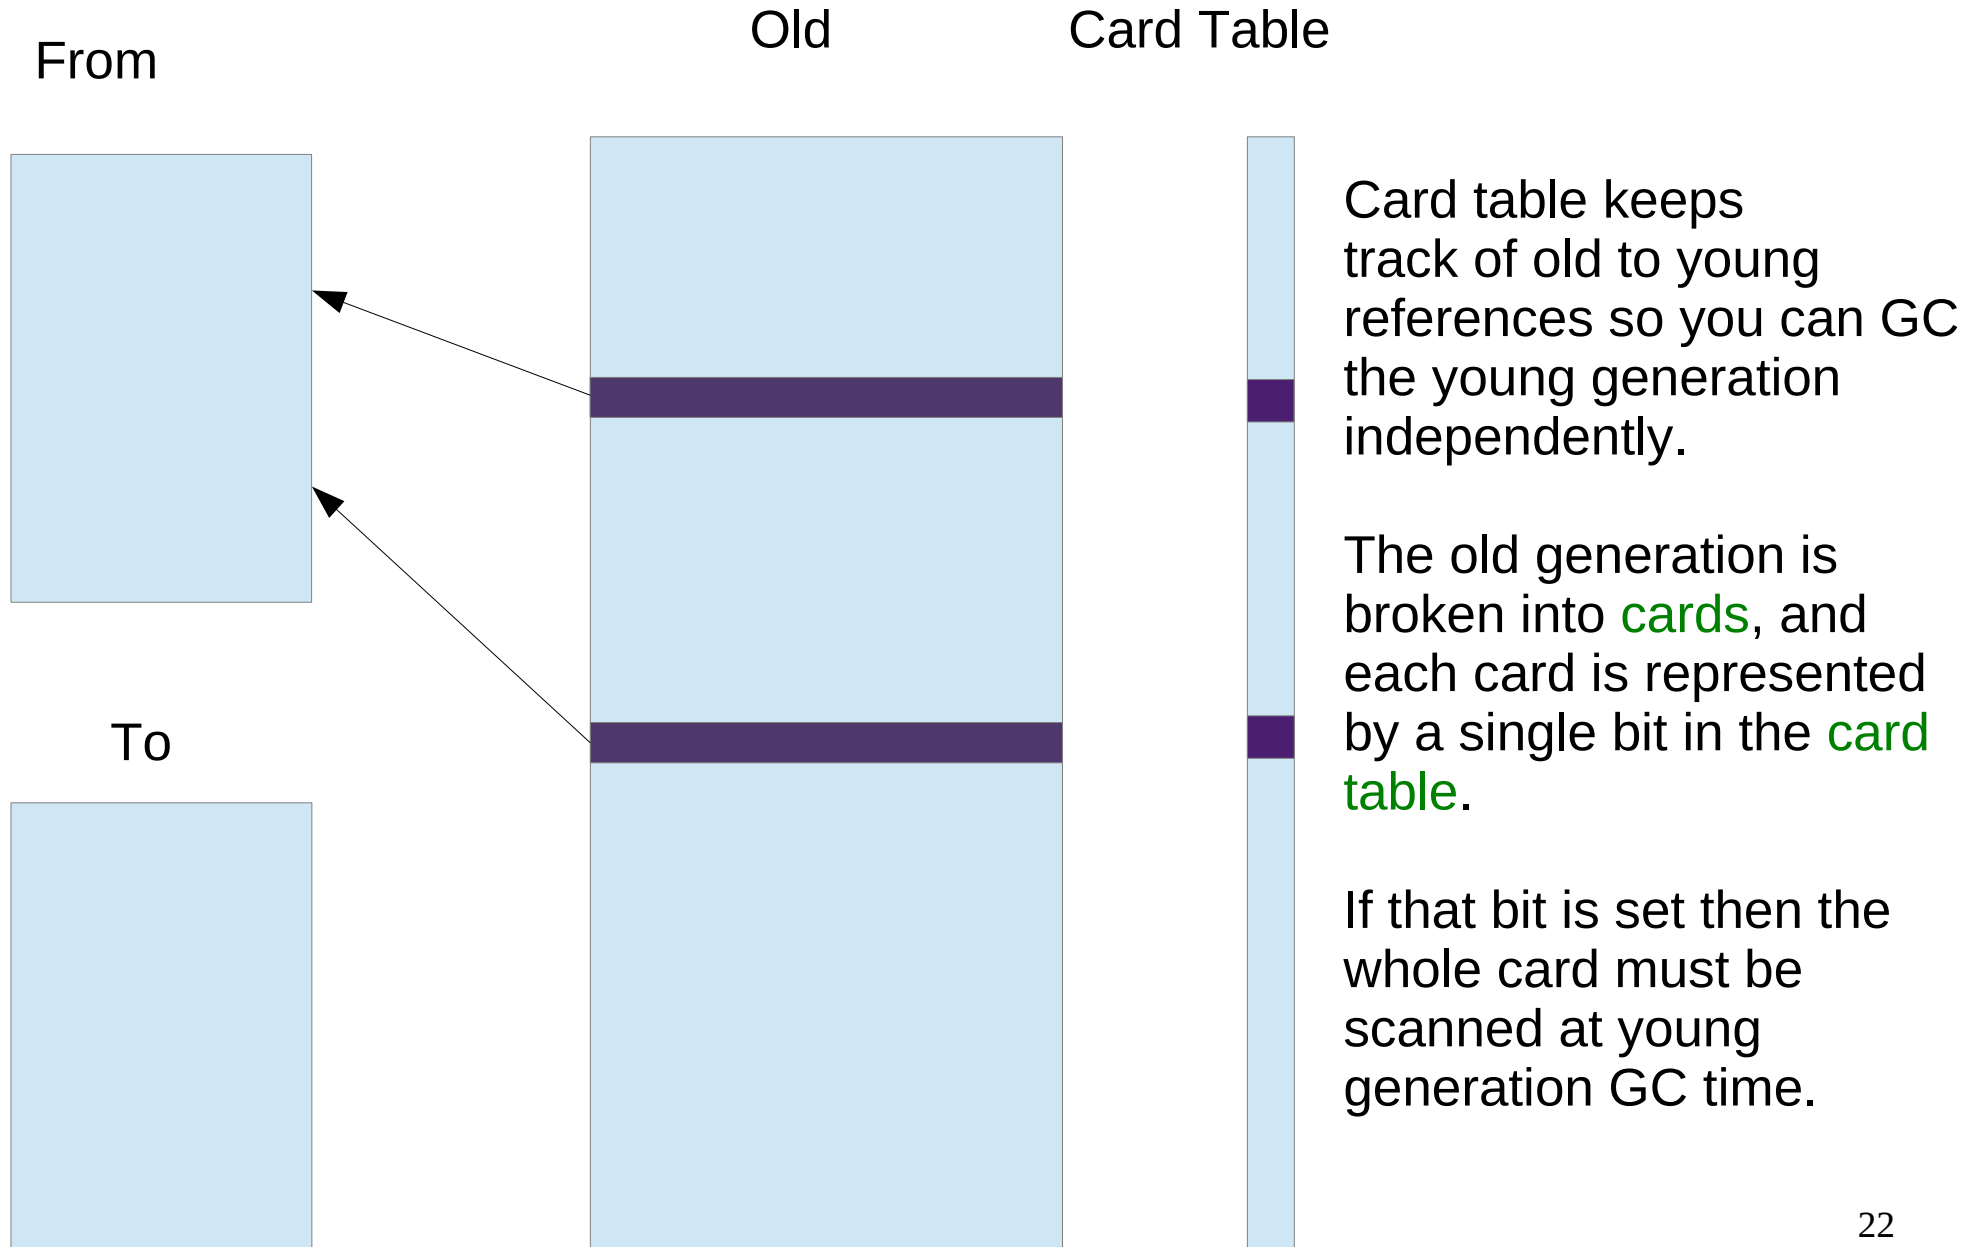 Old
Card Table
From
Card table keeps
track of old to young
references so you can GC
the young generation
independently.
The old generation is
broken into cards, and
each card is represented
by a single bit in the card
table.
To
If that bit is set then the
whole card must be
scanned at young
generation GC time.
22